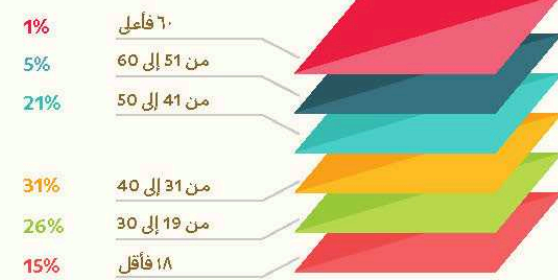 ٦٠ فأعلى 1%
من 51 إلى 60 5%
من 41 إلى 50 21%
من 31 إلى 40 31%
من 19 إلى 30 26%
١٨ فأقل 15%